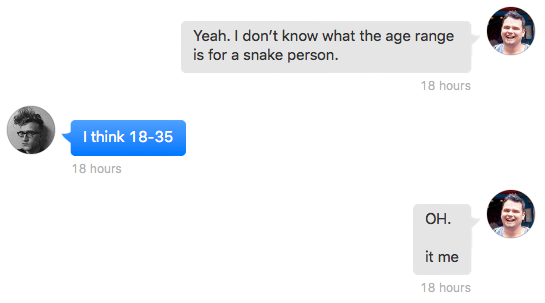 Yeah. I don’t know what the age range
is for a snake person.
18 hours
I think 18-35
18 hours
OH.
it me
18 hours